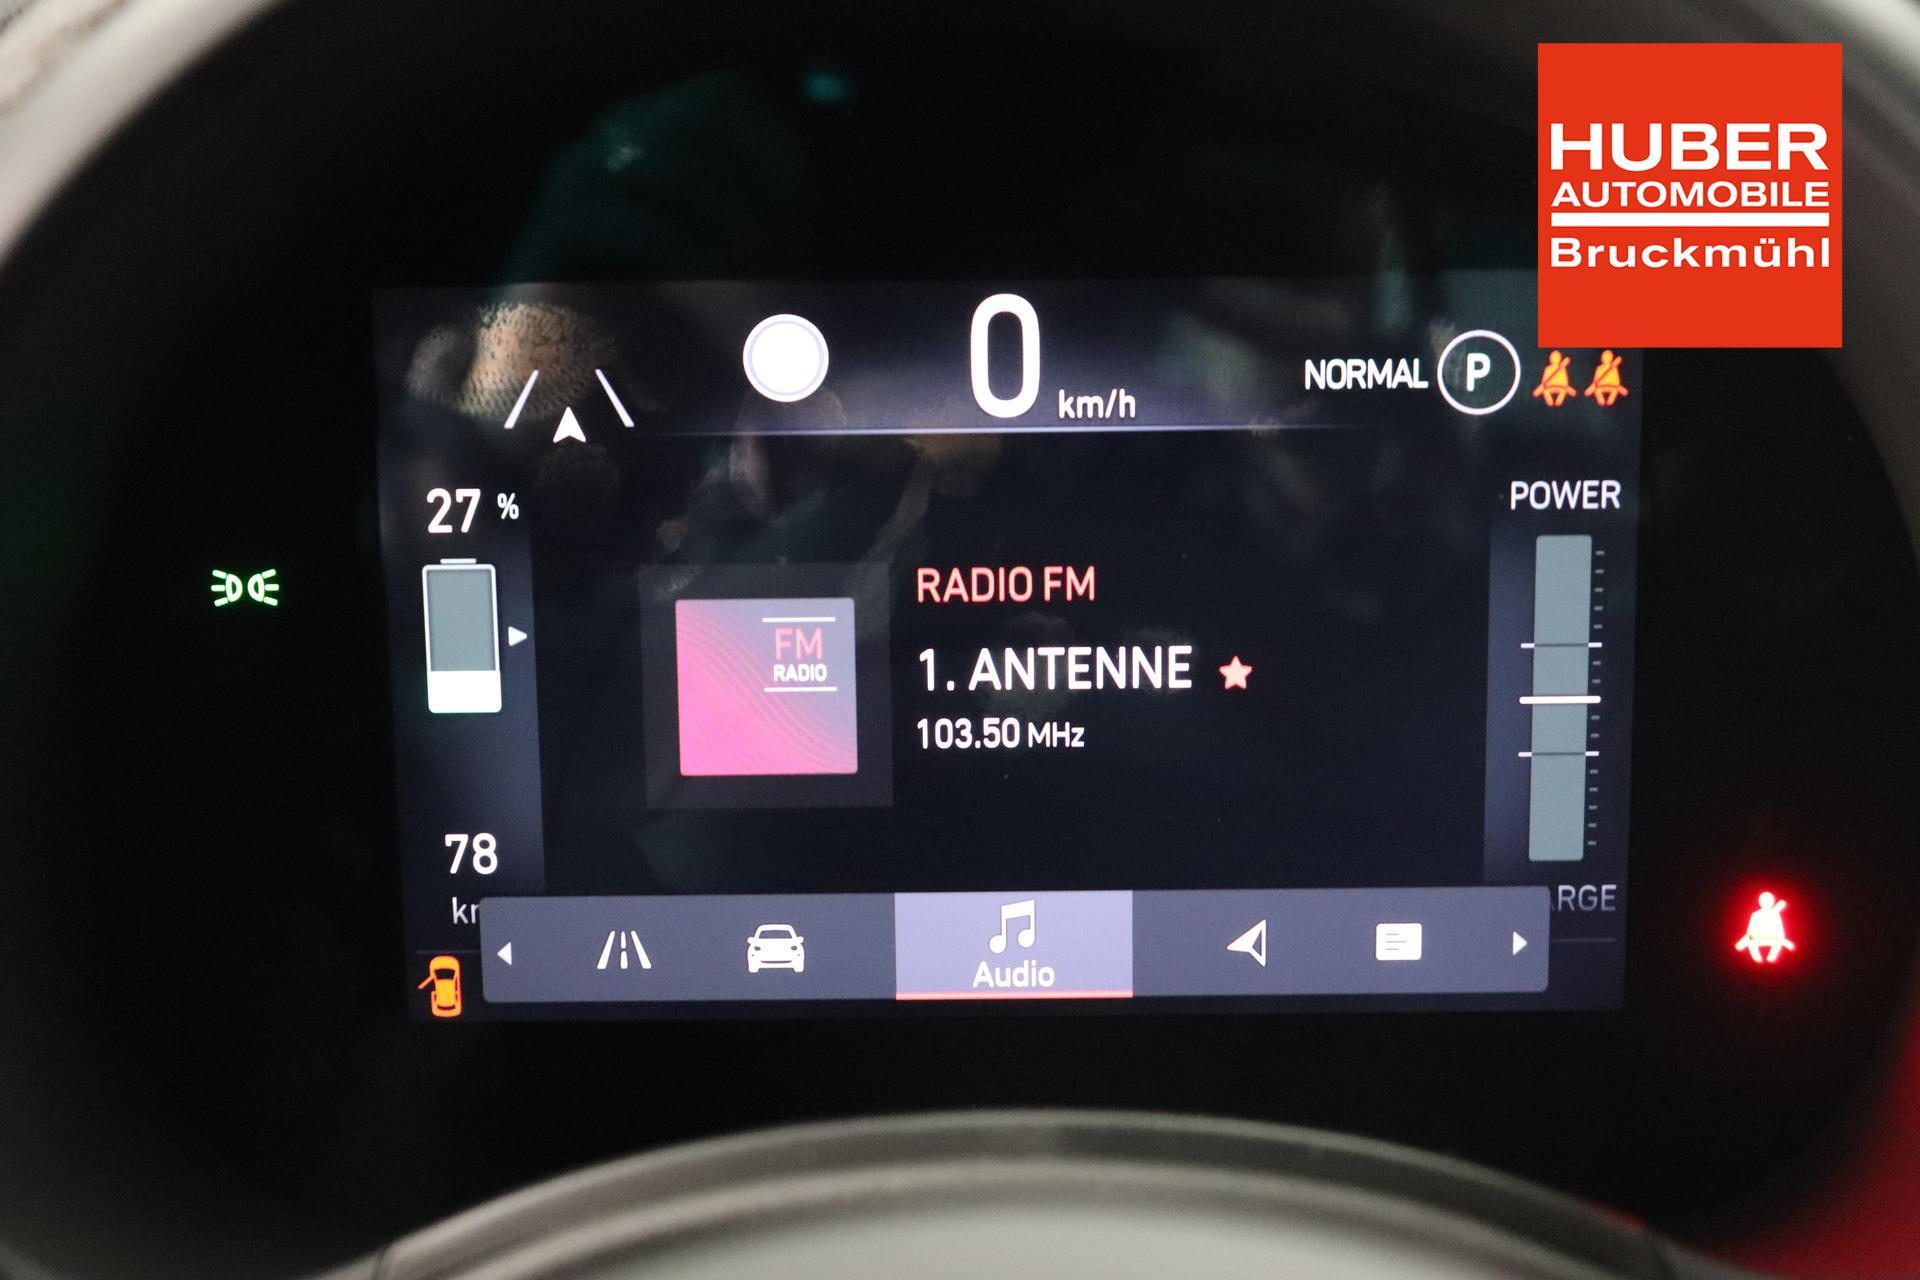 HUBER
AUTOMOBILE
Bruckmühl
0 km/h
NORMAL P
27 %
POWER
RADIO FM
FM
RADIO
1. ANTENNE
103.50 MHz
78
Audio